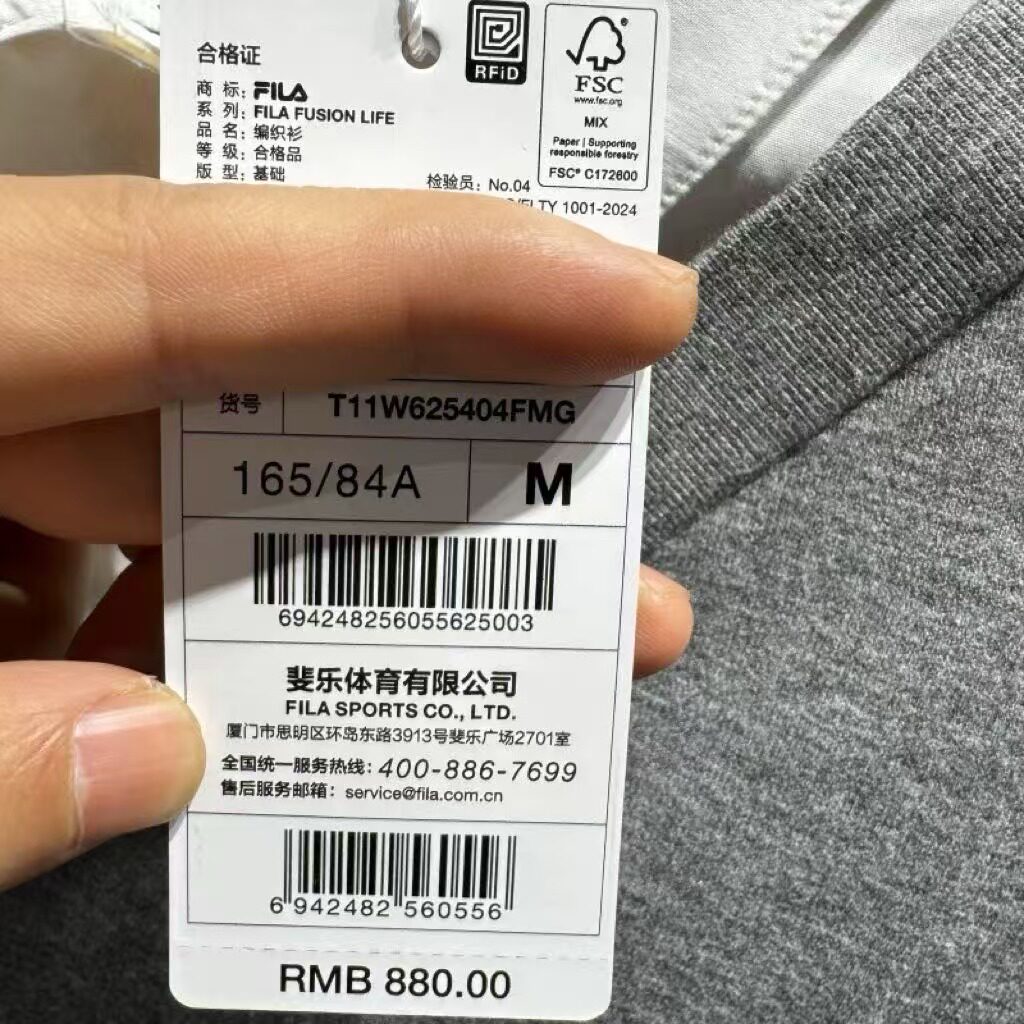 合格证
商 标：FILA
系 列：FILA FUSION LIFE
品 名：编织衫
等 级：合格品
版 型：基础
检验员：No.04
TY 1001-2024
RFiD
FSC
www.fsc.org
MIX
Paper | Supporting
responsible forestry
FSC® C172600
货号 T11W625404FMG
165/84A M
694248256055625003
斐乐体育有限公司
FILA SPORTS CO., LTD.
厦门市思明区环岛东路3913号斐乐广场2701室
全国统一服务热线：400-886-7699
售后服务邮箱：service@fila.com.cn
6 942482 560556
RMB 880.00